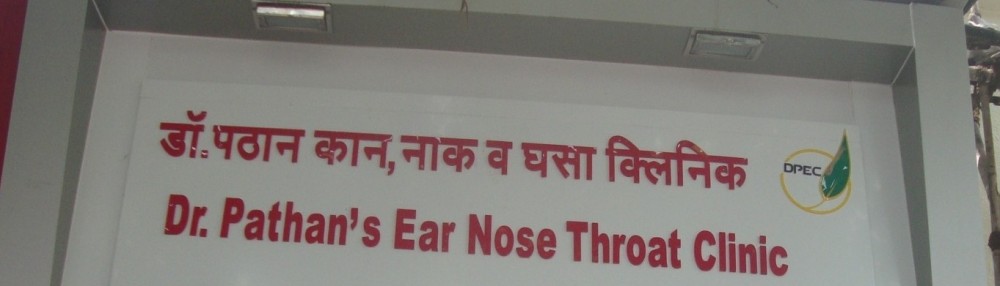 डॉ.पठान कान,नाक व घसा क्लिनिक
DPEC
Dr. Pathan's Ear Nose Throat Clinic